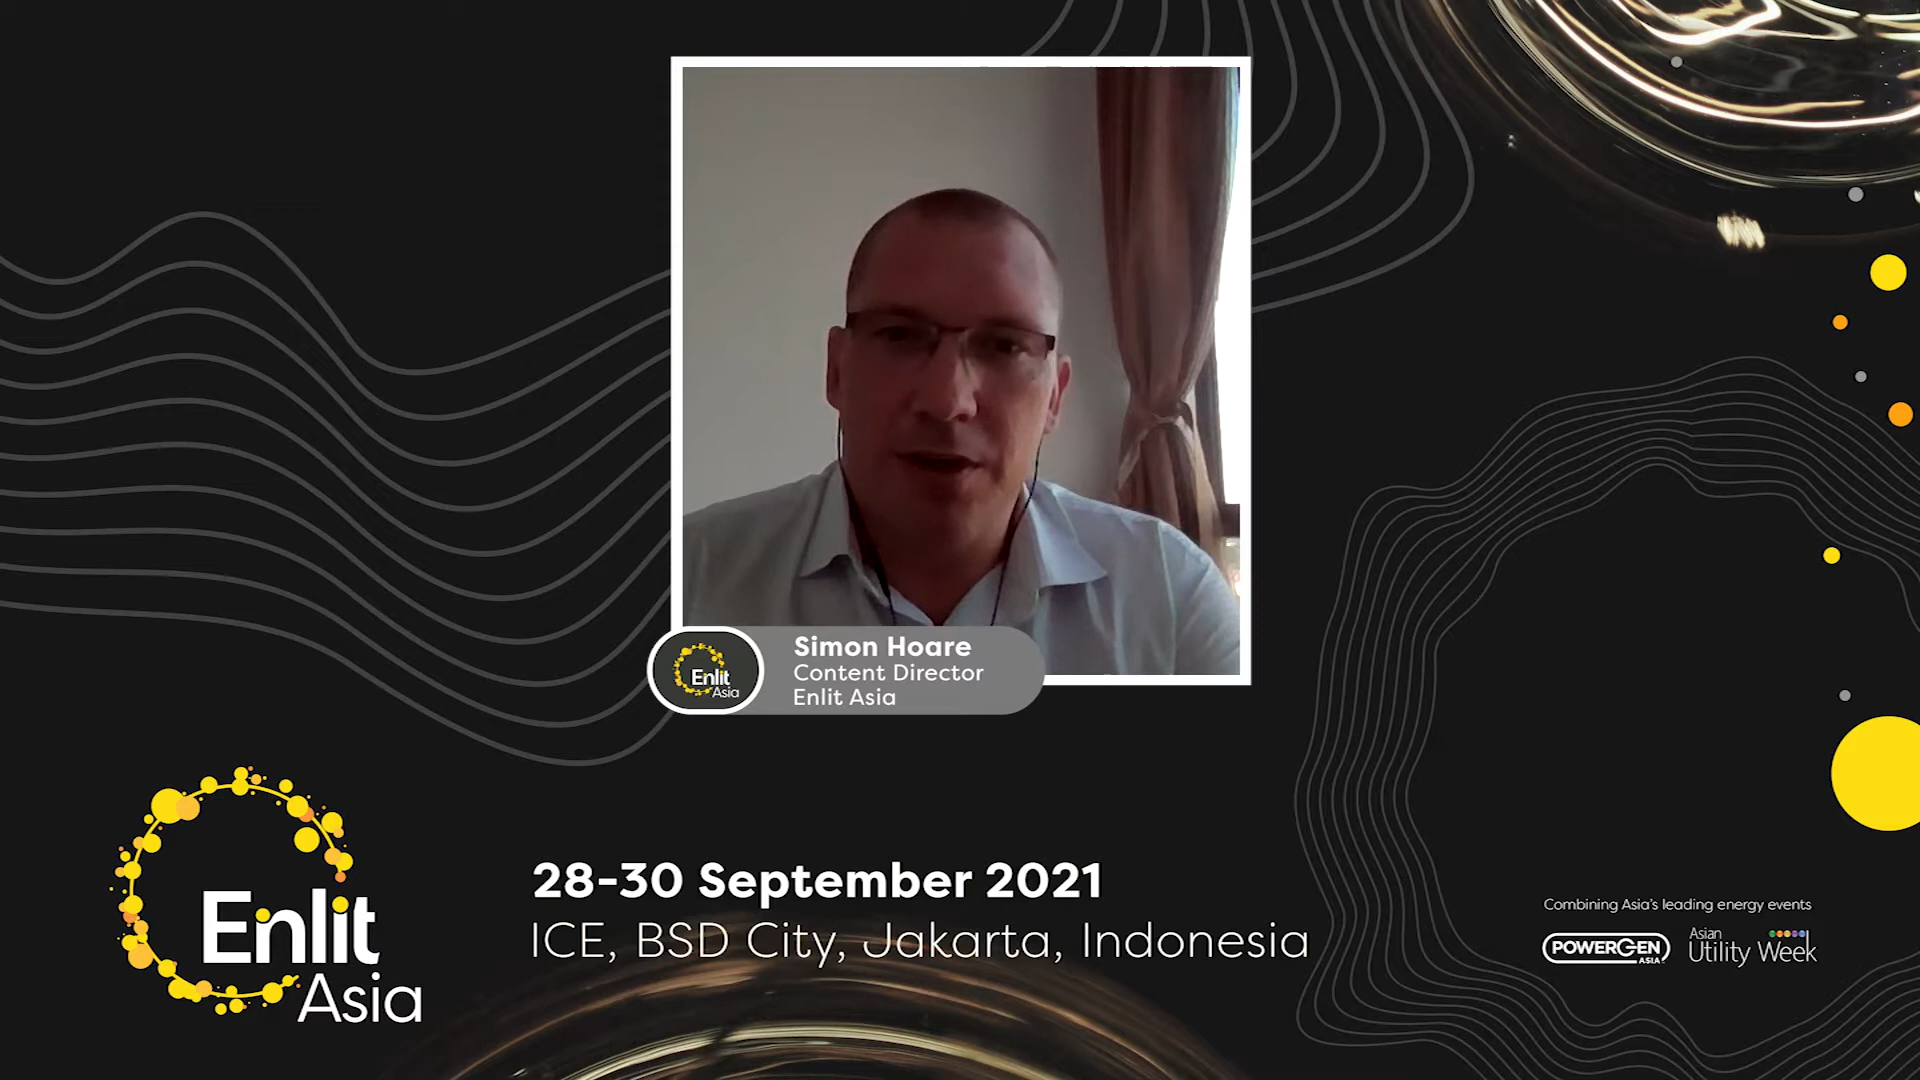 Enlit
Asia
Simon Hoare
Content Director
Enlit Asia
Enlit
Asia
28-30 September 2021
ICE, BSD City, Jakarta, Indonesia
Combining Asia's leading energy events
POWERGEN
ASIA
Asian
Utility Week